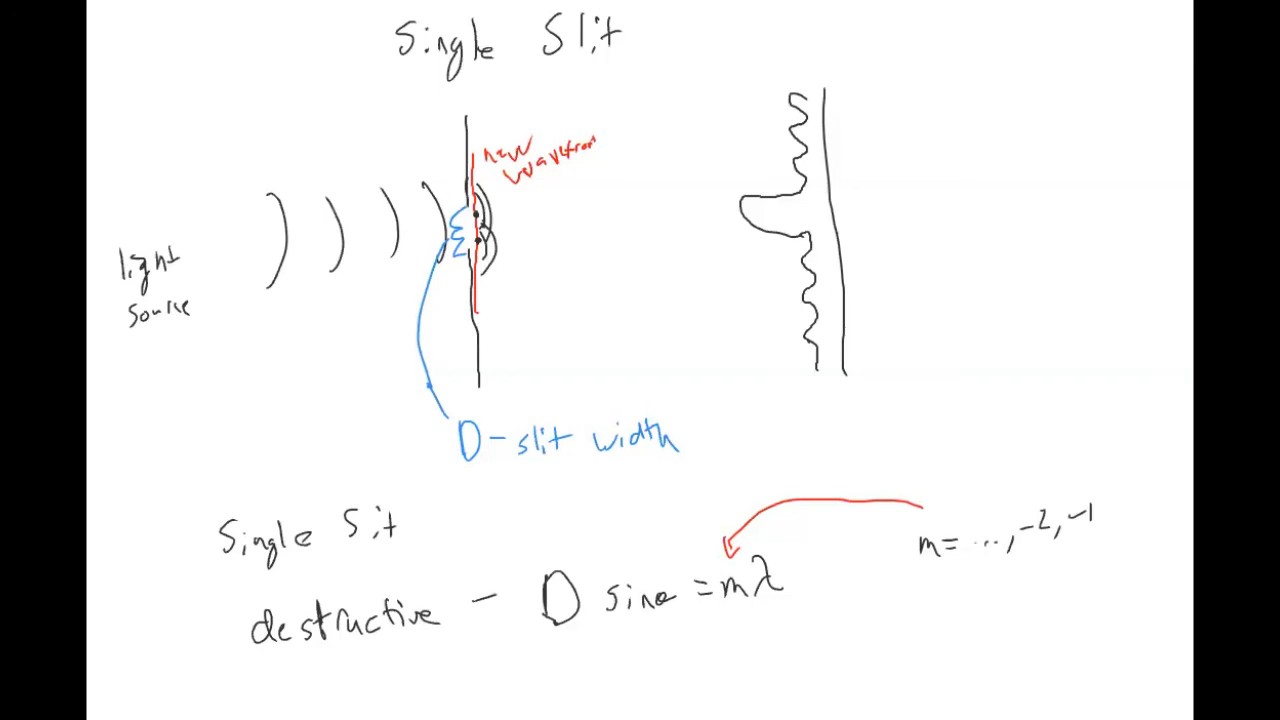 Single Slit
new
wavefront
light
source
D - slit width
Single Slit
m = ..., -2, -1
destructive - D sinθ = mλ